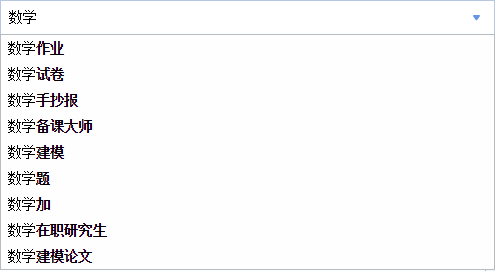 数学
数学作业
数学试卷
数学手抄报
数学备课大师
数学建模
数学题
数学加
数学在职研究生
数学建模论文